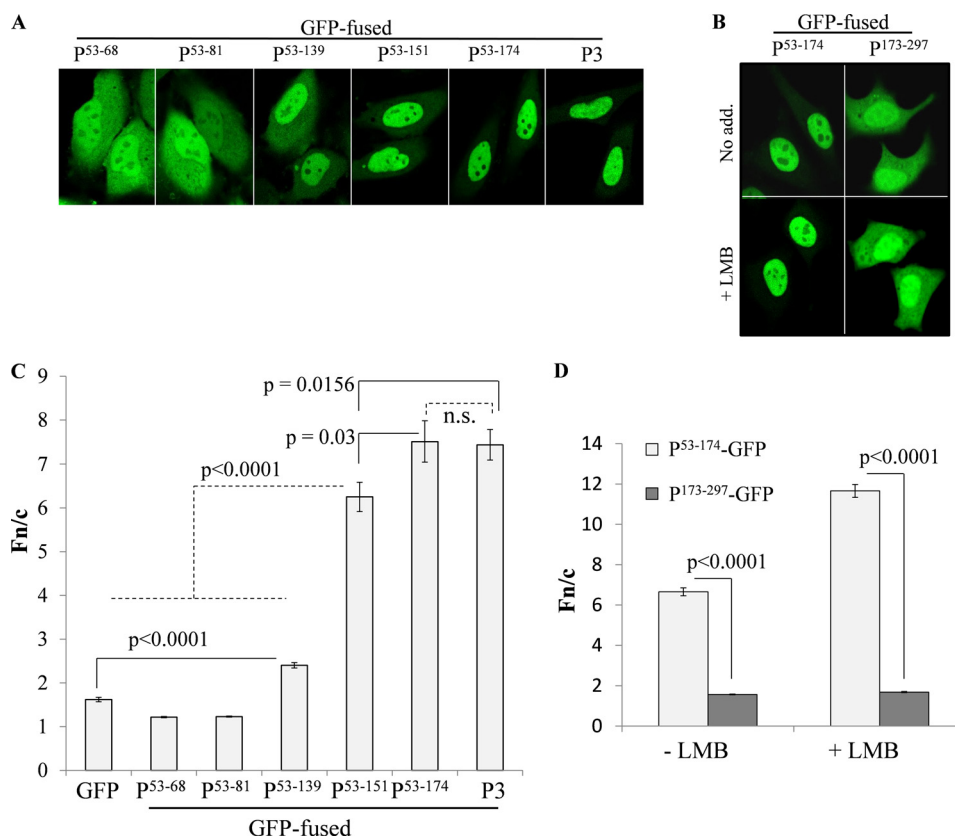 A
GFP-fused
P53-68 P53-81 P53-139 P53-151 P53-174 P3
B
GFP-fused
P53-174 P173-297
No add.
+ LMB
C
Fn/c
9
8
7
6
5
4
3
2
1
0
p = 0.0156
n.s.
p = 0.03
p<0.0001
p<0.0001
GFP P53-68 P53-81 P53-139 P53-151 P53-174 P3
GFP-fused
D
Fn/c
14
12
10
8
6
4
2
0
P53-174-GFP
P173-297-GFP
p<0.0001
p<0.0001
- LMB + LMB